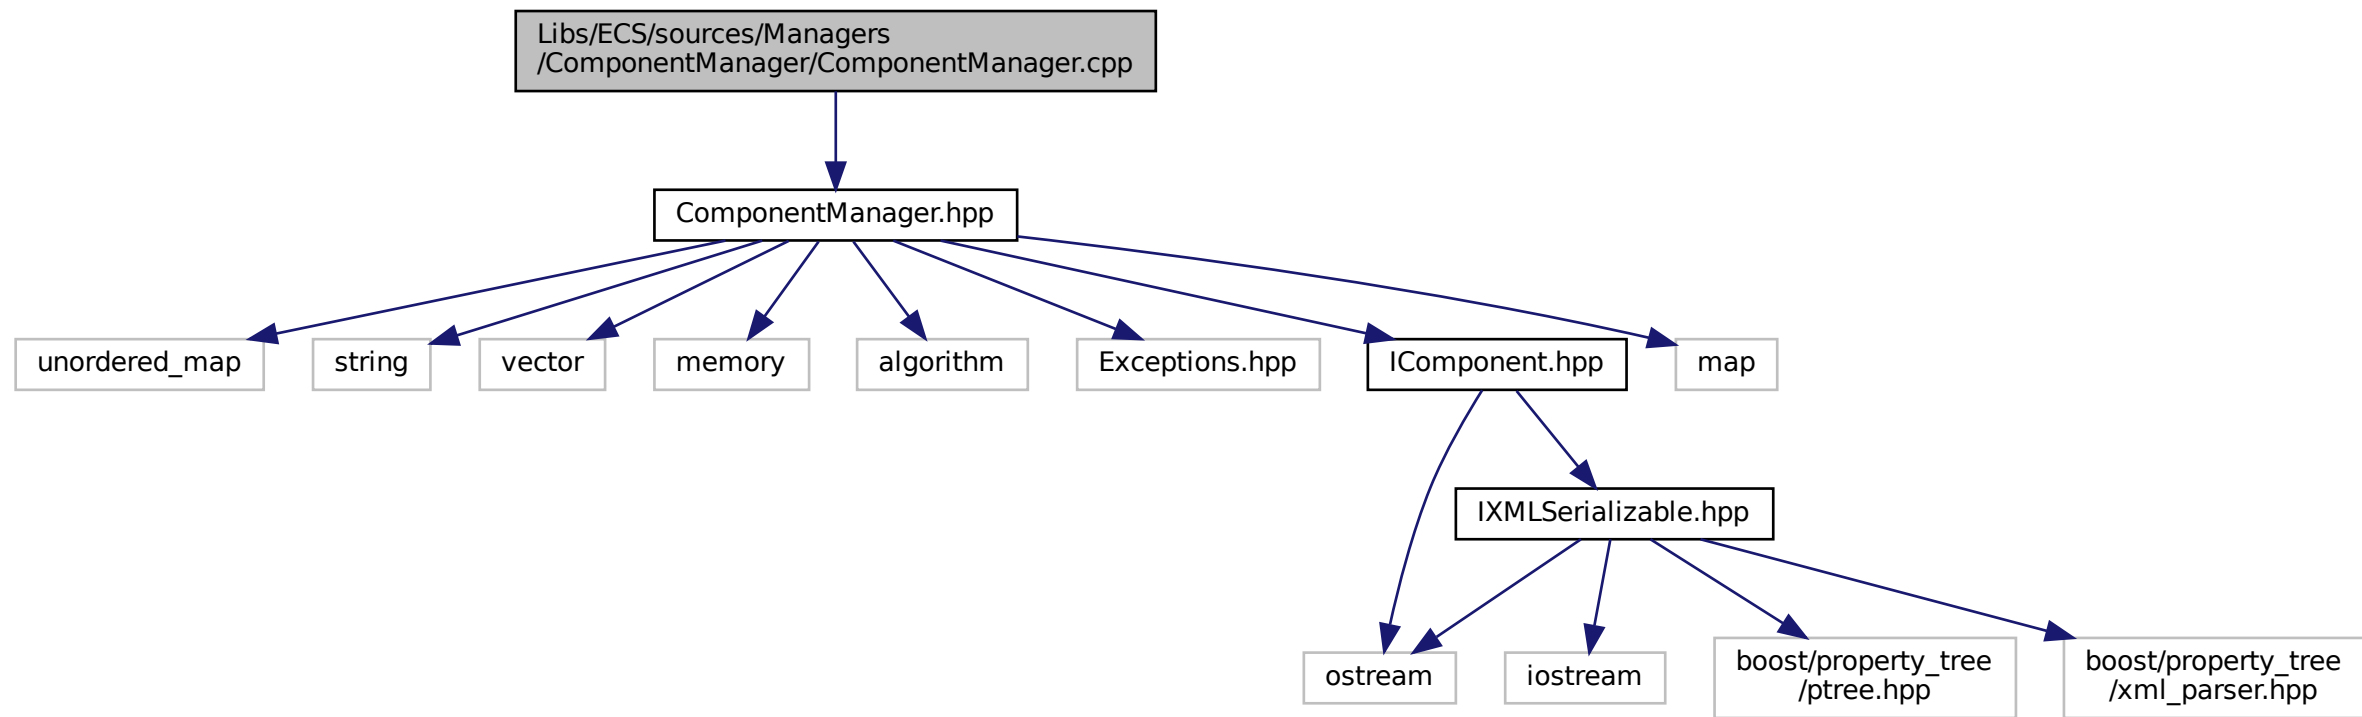 Libs/ECS/sources/Managers
/ComponentManager/ComponentManager.cpp
ComponentManager.hpp
unordered_map
string
vector
memory
algorithm
Exceptions.hpp
IComponent.hpp
map
IXMLSerializable.hpp
ostream
iostream
boost/property_tree
/ptree.hpp
boost/property_tree
/xml_parser.hpp